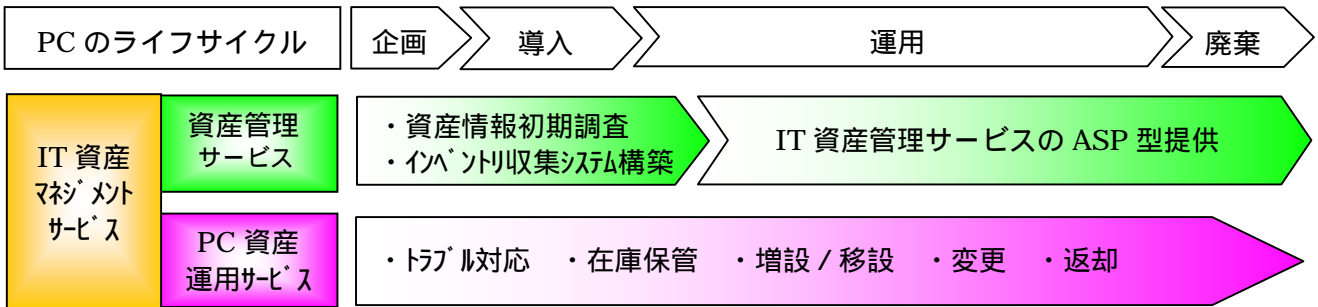 PC のライフサイクル
企画
導入
運用
廃棄
IT 資産
ﾏﾈｼﾞﾒﾝﾄ
ｻｰﾋﾞｽ
資産管理
サービス
・資産情報初期調査
・ｲﾝﾍﾞﾝﾄﾘ収集ｼｽﾃﾑ構築
IT 資産管理サービスの ASP 型提供
PC 資産
運用ｻｰﾋﾞｽ
・ﾄﾗﾌﾞﾙ対応 ・在庫保管 ・増設 / 移設 ・変更 ・返却